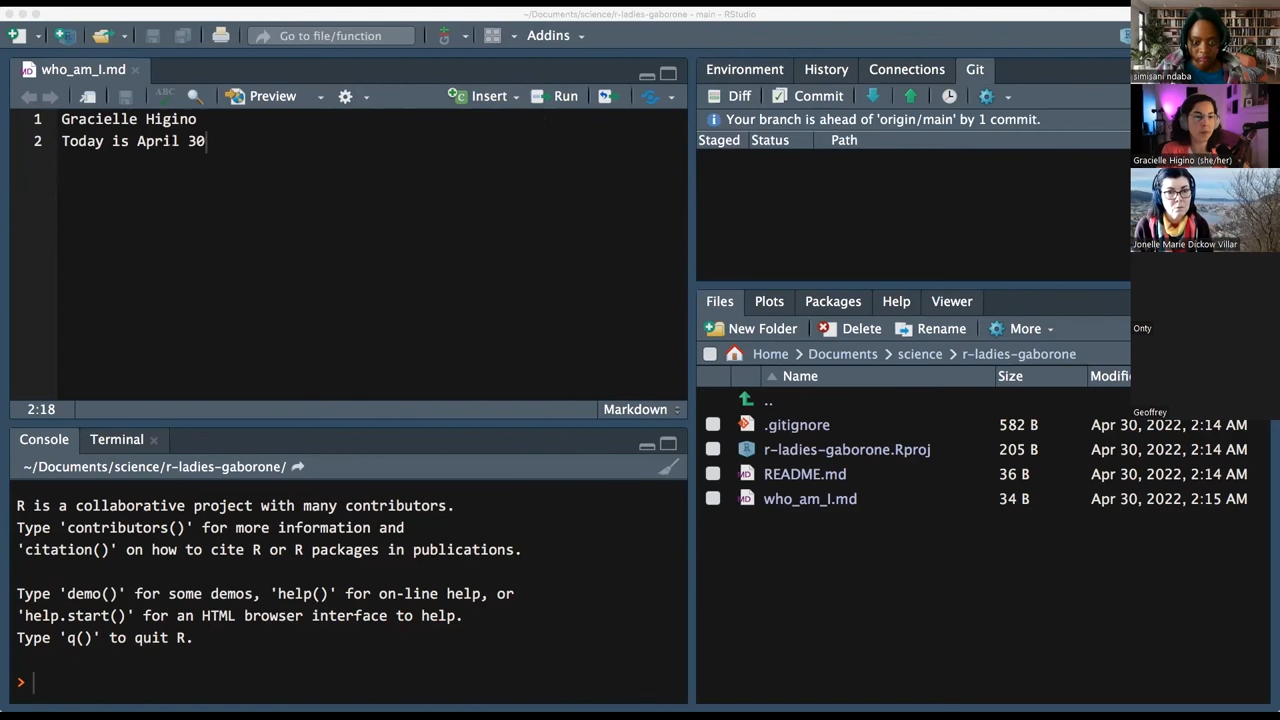 ~/Documents/science/r-ladies-gaborone - main - RStudio
Go to file/function
Addins
who_am_I.md
Preview
Insert
Run
1 Gracielle Higino
2 Today is April 30
2:18
Markdown
Console Terminal
~/Documents/science/r-ladies-gaborone/
R is a collaborative project with many contributors.
Type 'contributors()' for more information and
'citation()' on how to cite R or R packages in publications.
Type 'demo()' for some demos, 'help()' for on-line help, or
'help.start()' for an HTML browser interface to help.
Type 'q()' to quit R.
>
Environment History Connections Git
Diff Commit
Your branch is ahead of 'origin/main' by 1 commit.
Staged Status Path
Files Plots Packages Help Viewer
New Folder Delete Rename More
Home > Documents > science > r-ladies-gaborone
Name Size Modifi
..
.gitignore 582 B Apr 30, 2022, 2:14 AM
r-ladies-gaborone.Rproj 205 B Apr 30, 2022, 2:14 AM
README.md 36 B Apr 30, 2022, 2:14 AM
who_am_I.md 34 B Apr 30, 2022, 2:15 AM
simisani ndaba
Gracielle Higino (she/her)
Jonelle Marie Dickow Villar
Onty
Geoffrey